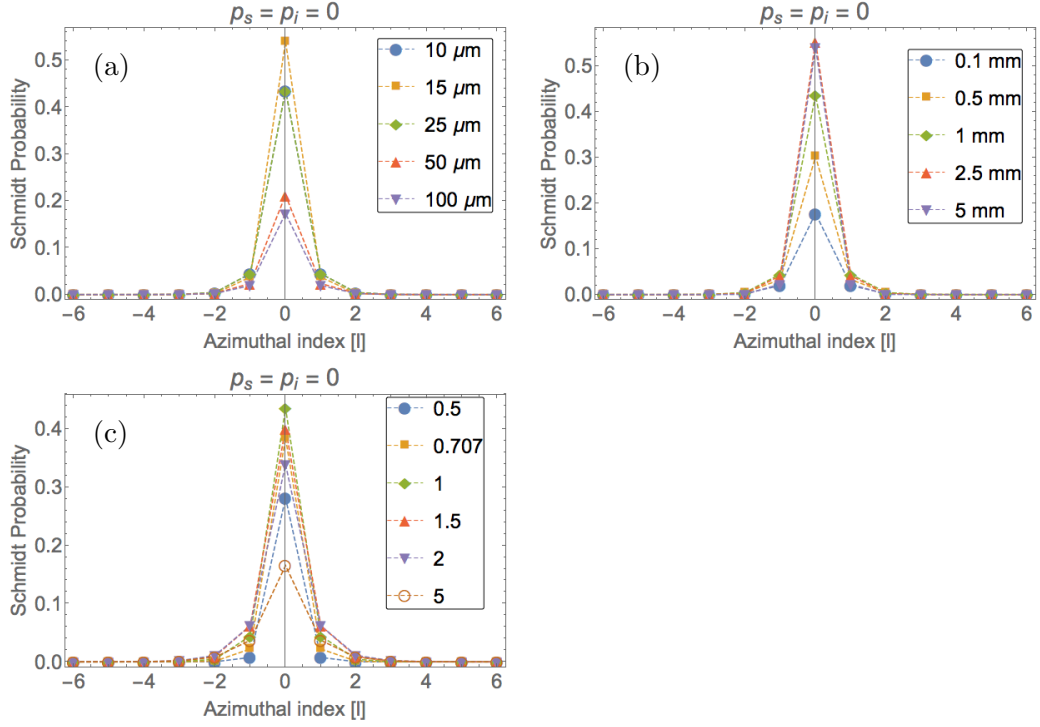 p_s = p_i = 0
(a)
Schmidt Probability
0.5
0.4
0.3
0.2
0.1
0.0
−6 −4 −2 0 2 4 6
Azimuthal index [l]
10 μm
15 μm
25 μm
50 μm
100 μm
p_s = p_i = 0
(b)
Schmidt Probability
0.5
0.4
0.3
0.2
0.1
0.0
−6 −4 −2 0 2 4 6
Azimuthal index [l]
0.1 mm
0.5 mm
1 mm
2.5 mm
5 mm
p_s = p_i = 0
(c)
Schmidt Probability
0.4
0.3
0.2
0.1
0.0
−6 −4 −2 0 2 4 6
Azimuthal index [l]
0.5
0.707
1
1.5
2
5